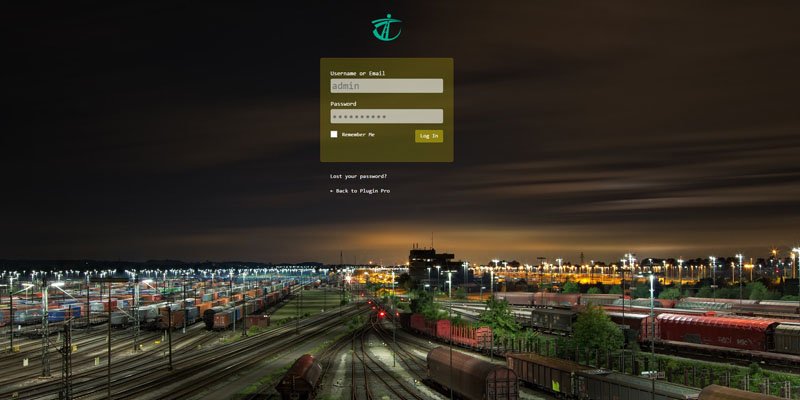 Username or Email
admin
Password
••••••••••
Remember Me
Log In
Lost your password?
← Back to Plugin Pro